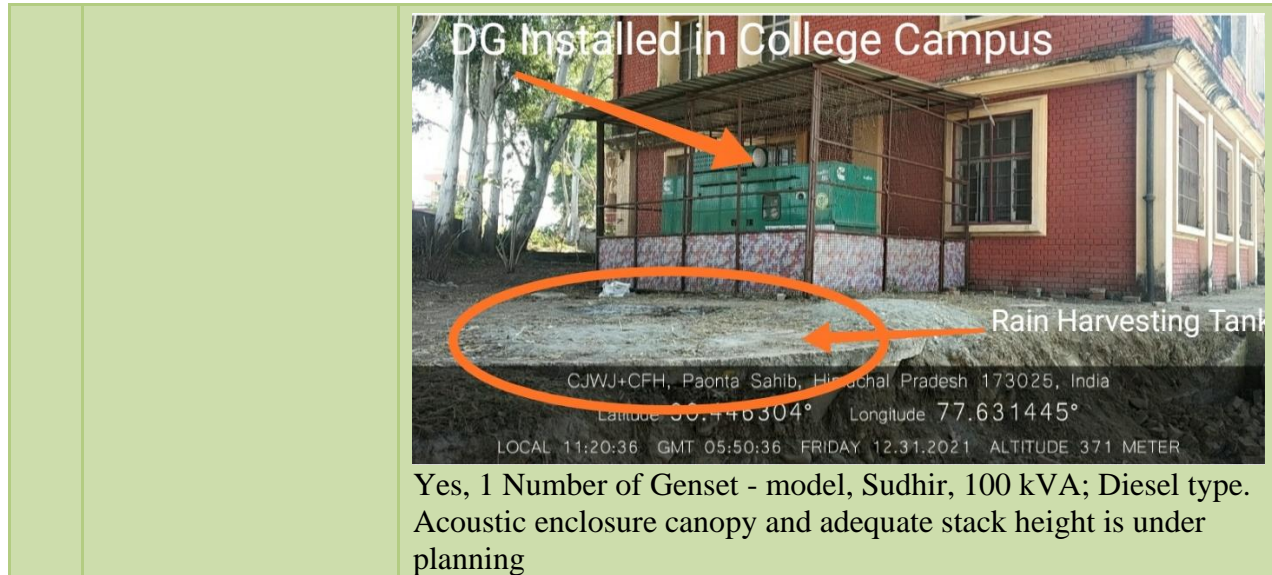 DG Installed in College Campus
Rain Harvesting Tank
CJWJ+CFH, Paonta Sahib, Himachal Pradesh 173025, India
Latitude 30.446304° Longitude 77.631445°
LOCAL 11:20:36 GMT 05:50:36 FRIDAY 12.31.2021 ALTITUDE 371 METER
Yes, 1 Number of Genset - model, Sudhir, 100 kVA; Diesel type.
Acoustic enclosure canopy and adequate stack height is under
planning